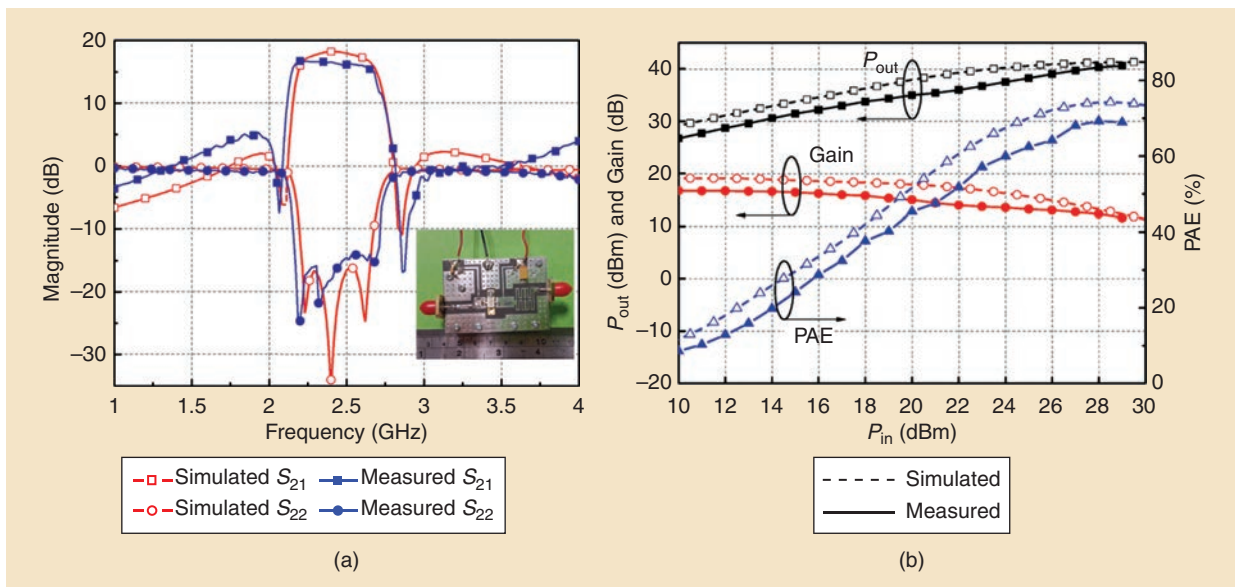 20
10
0
−10
−20
−30
Magnitude (dB)
1
2
2.5
3
3.5
4
Frequency (GHz)
Simulated S21
Measured S21
Simulated S22
Measured S22
(a)
40
30
20
10
0
−10
−20
Pout (dBm) and Gain (dB)
Pout
Gain
PAE
80
60
40
20
0
PAE (%)
10
12
14
16
18
20
22
24
26
28
30
Pin (dBm)
Simulated
Measured
(b)